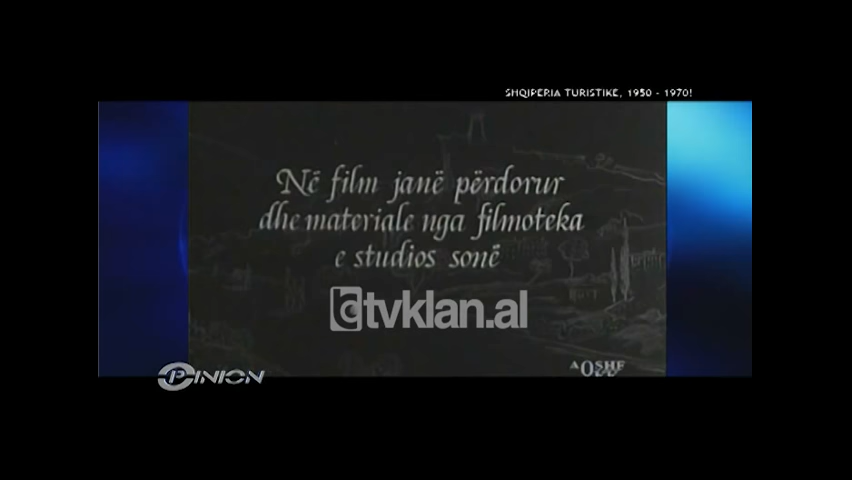 SHQIPERIA TURISTIKE, 1950 - 1970!
Në film janë përdorur
dhe materiale nga filmoteka
e studios sonë
tvklan.al
OPINION